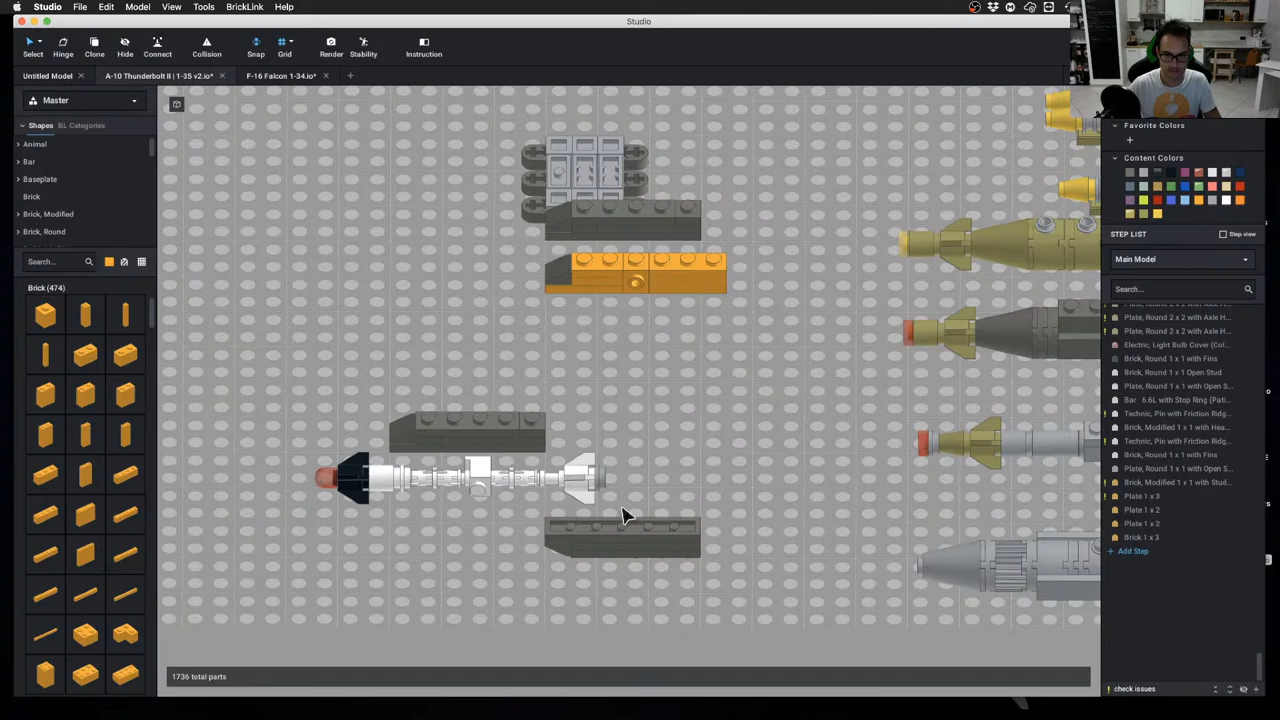 Studio File Edit Model View Tools BrickLink Help
Studio
Select Hinge Clone Hide Connect Collision Snap Grid Render Stability Instruction
Untitled Model A-10 Thunderbolt II | 1-35 v2.io* F-16 Falcon 1-34.io*
Master
Shapes BL Categories
Animal
Bar
Baseplate
Brick
Brick, Modified
Brick, Round
Search...
Brick (474)
1736 total parts
Favorite Colors
Content Colors
STEP LIST Step view
Main Model
Search...
Plate, Round 2 x 2 with Axle H...
Plate, Round 2 x 2 with Axle H...
Plate, Round 2 x 2 with Axle H...
Electric, Light Bulb Cover (Col...
Brick, Round 1 x 1 with Fins
Brick, Round 1 x 1 Open Stud
Plate, Round 1 x 1 with Open S...
Bar 6.6L with Stop Ring (Pati...
Technic, Pin with Friction Ridg...
Brick, Modified 1 x 1 with Hea...
Technic, Pin with Friction Ridg...
Brick, Round 1 x 1 with Fins
Plate, Round 1 x 1 with Open S...
Brick, Modified 1 x 1 with Stud...
Plate 1 x 3
Plate 1 x 2
Plate 1 x 2
Brick 1 x 3
Add Step
check issues